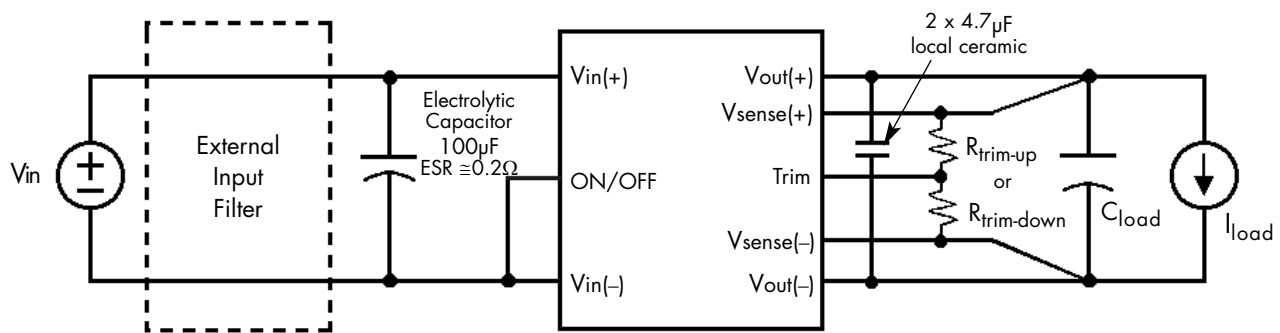 2 x 4.7µF
local ceramic
Vin(+)
Vout(+)
Electrolytic
Capacitor
100µF
ESR ≅0.2Ω
Vsense(+)
External
Input
Filter
Vin
+
−
ON/OFF
Trim
Rtrim-up
or
Rtrim-down
Cload
Iload
Vsense(–)
Vin(–)
Vout(–)